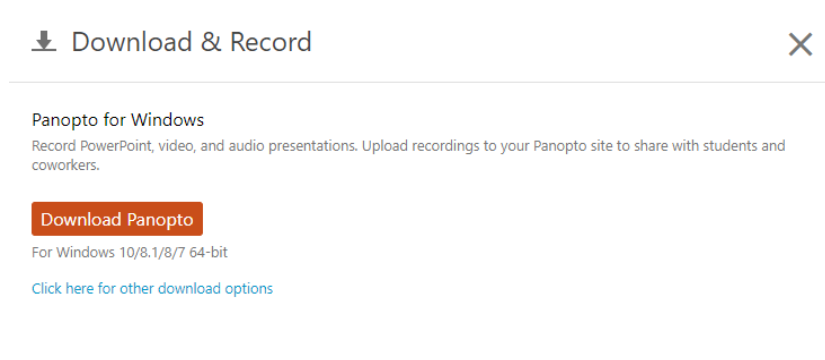 Download & Record
Panopto for Windows
Record PowerPoint, video, and audio presentations. Upload recordings to your Panopto site to share with students and
coworkers.
Download Panopto
For Windows 10/8.1/8/7 64-bit
Click here for other download options